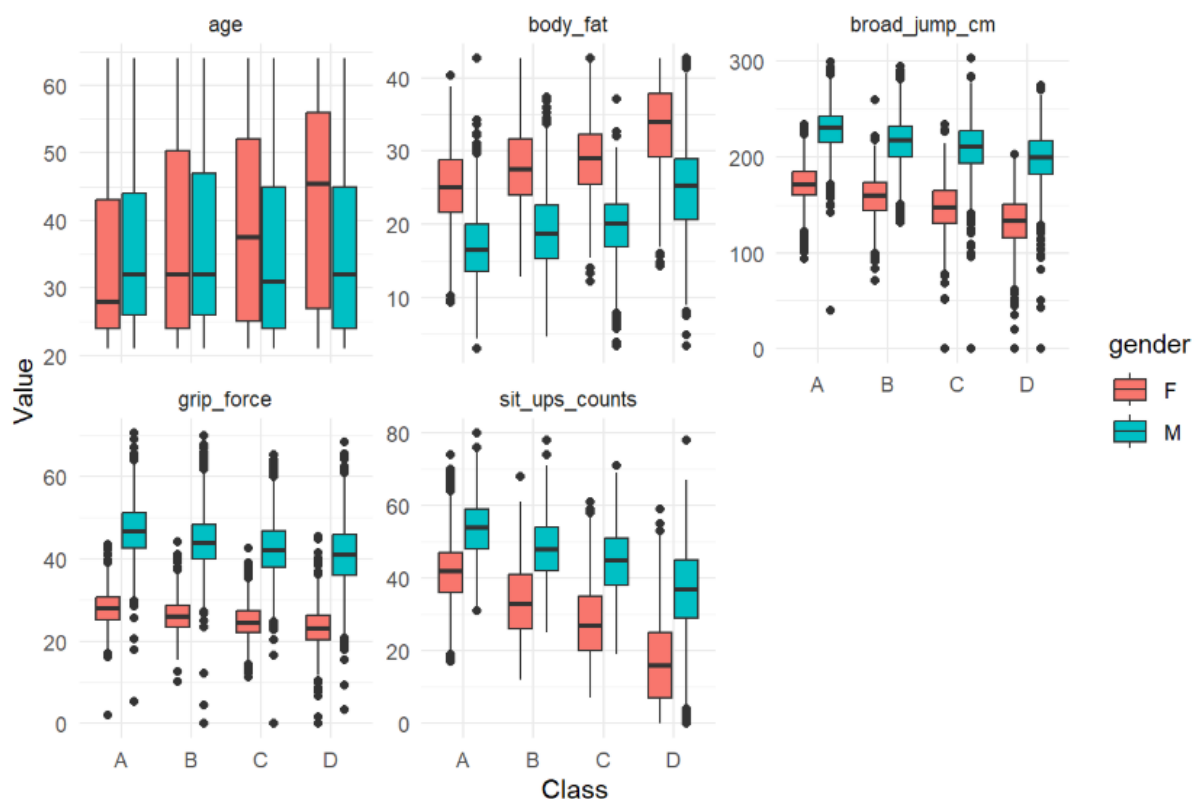 age
body_fat
broad_jump_cm
60
50
40
30
20
40
30
20
10
300
200
100
0
A
B
C
D
grip_force
sit_ups_counts
60
40
20
0
80
60
40
20
0
A
B
C
D
A
B
C
D
Value
Class
gender
F
M